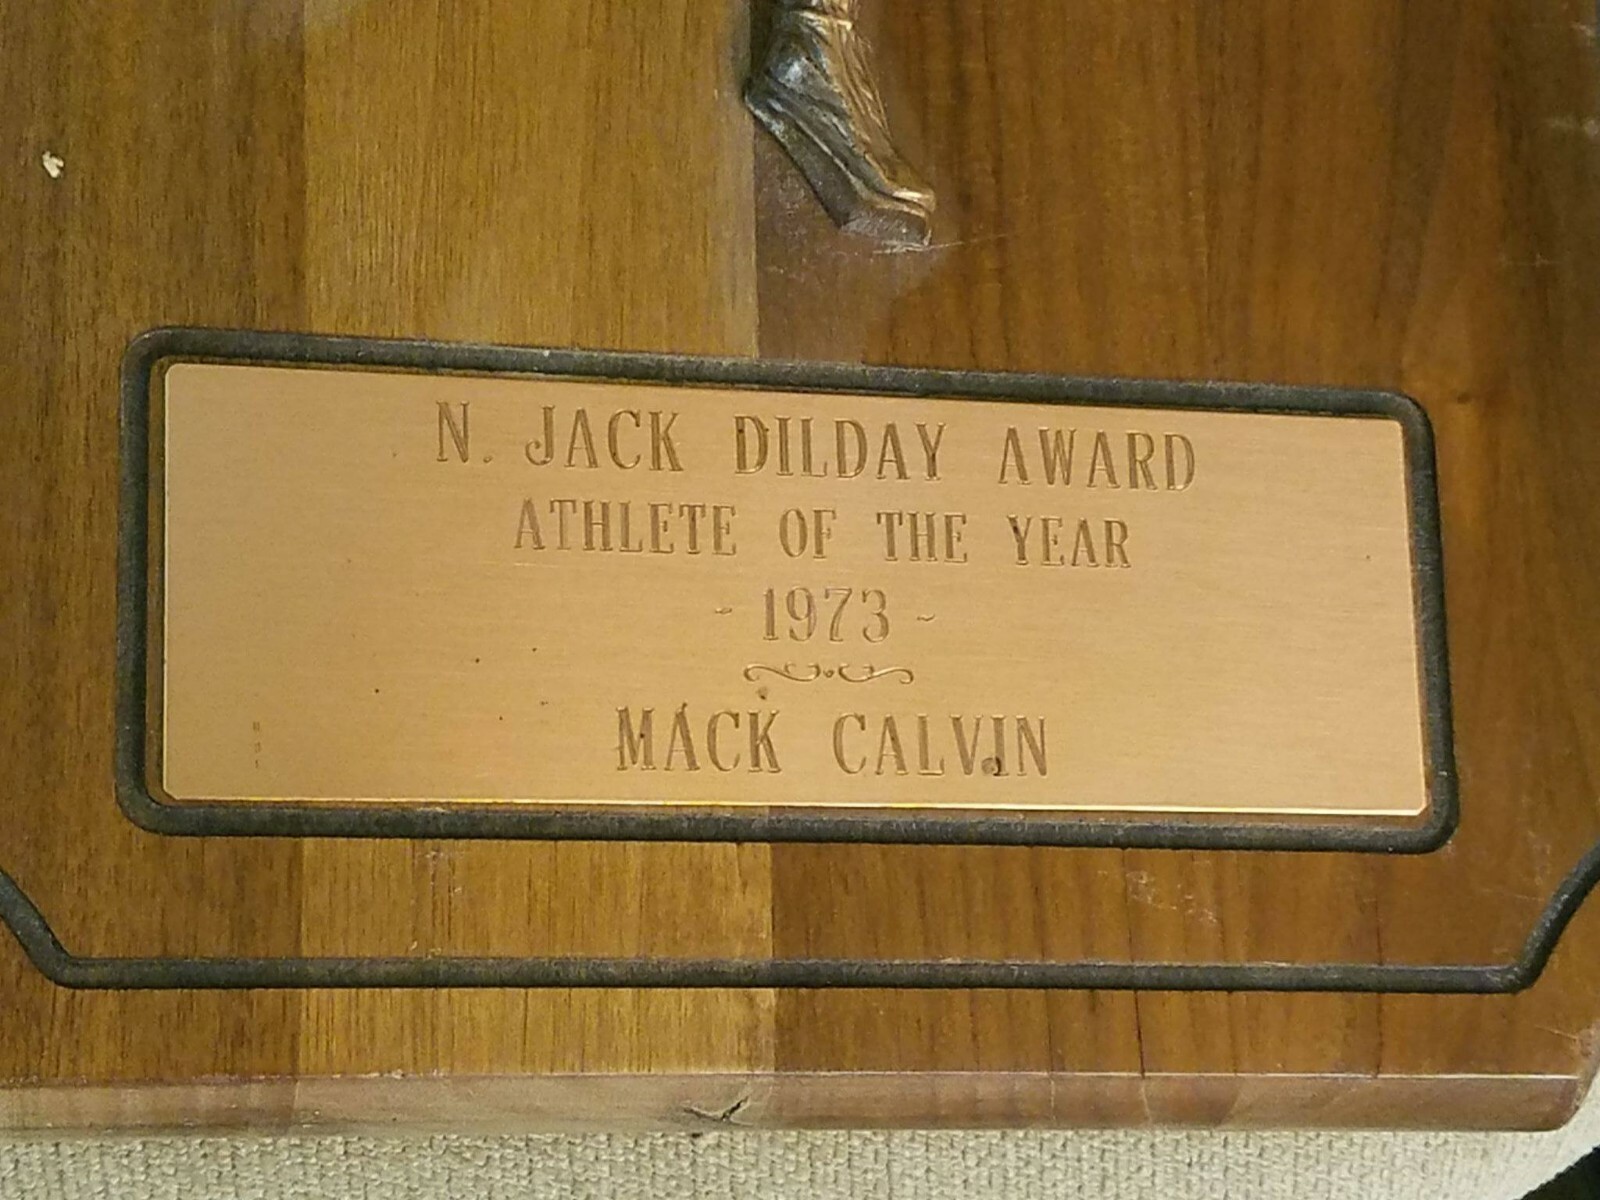 N. JACK DILDAY AWARD
ATHLETE OF THE YEAR
- 1973 ~
MACK CALVIN